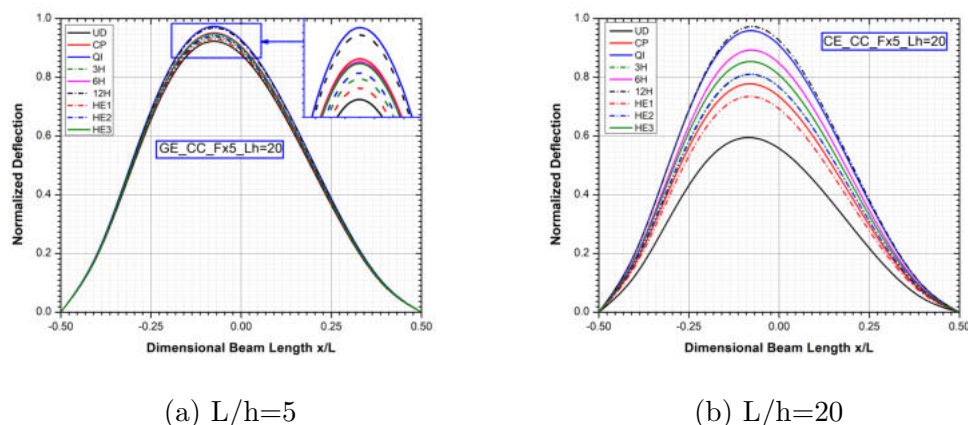 1.0
0.8
0.6
0.4
0.2
0.0
Normalized Deflection
UD
CP
QI
3H
6H
12H
HE1
HE2
HE3
GE_CC_Fx5_Lh=20
-0.50
-0.25
0.00
0.25
0.50
Dimensional Beam Length x/L
(a) L/h=5
1.0
0.8
0.6
0.4
0.2
0.0
Normalized Deflection
UD
CP
QI
3H
6H
12H
HE1
HE2
HE3
CE_CC_Fx5_Lh=20
-0.50
-0.25
0.00
0.25
0.50
Dimensional Beam Length x/L
(b) L/h=20